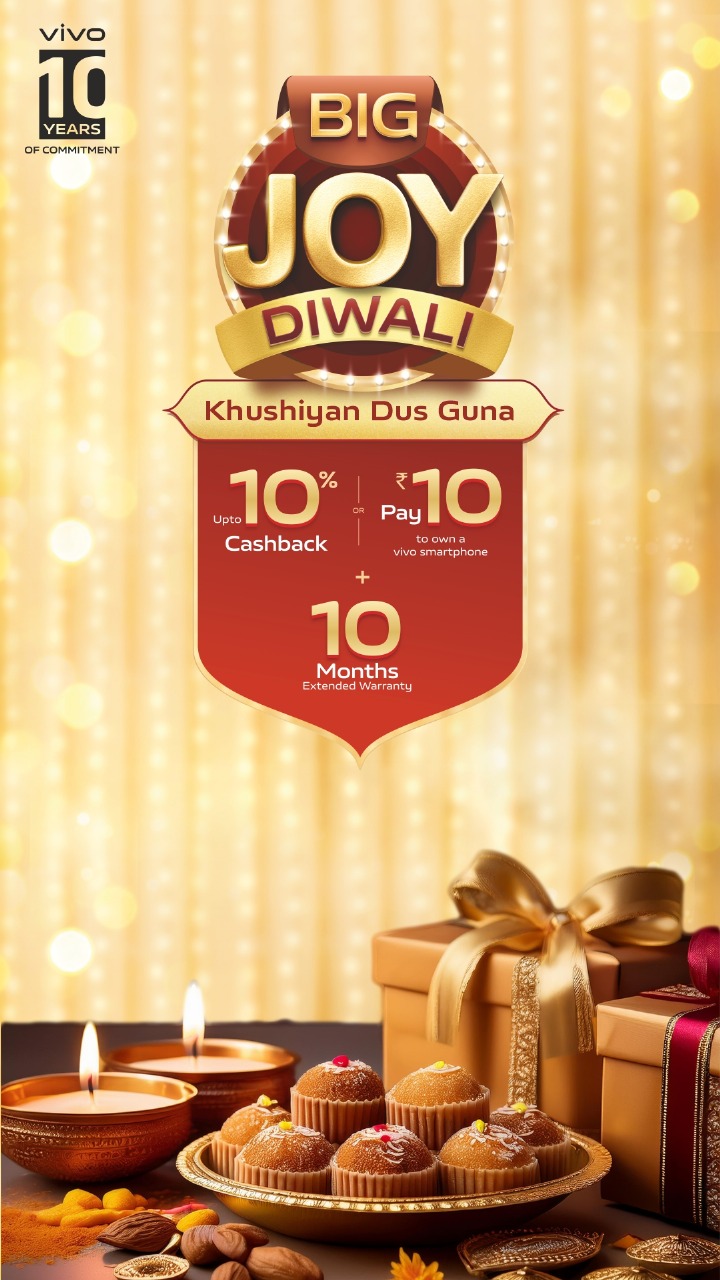 vivo
10
YEARS
OF COMMITMENT
BIG
JOY
DIWALI
Khushiyan Dus Guna
Upto 10%
Cashback
OR
₹
Pay 10
to own a
vivo smartphone
+
10
Months
Extended Warranty